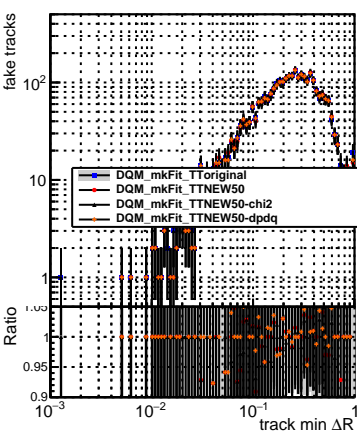 fake tracks
10²
10
1
DQM_mkFit_TToriginal
DQM_mkFit_TTNEW50
DQM_mkFit_TTNEW50-chi2
DQM_mkFit_TTNEW50-dpdq
Ratio
1.05
1
0.95
0.9
10⁻³ 10⁻² 10⁻¹ 1
track min ΔR